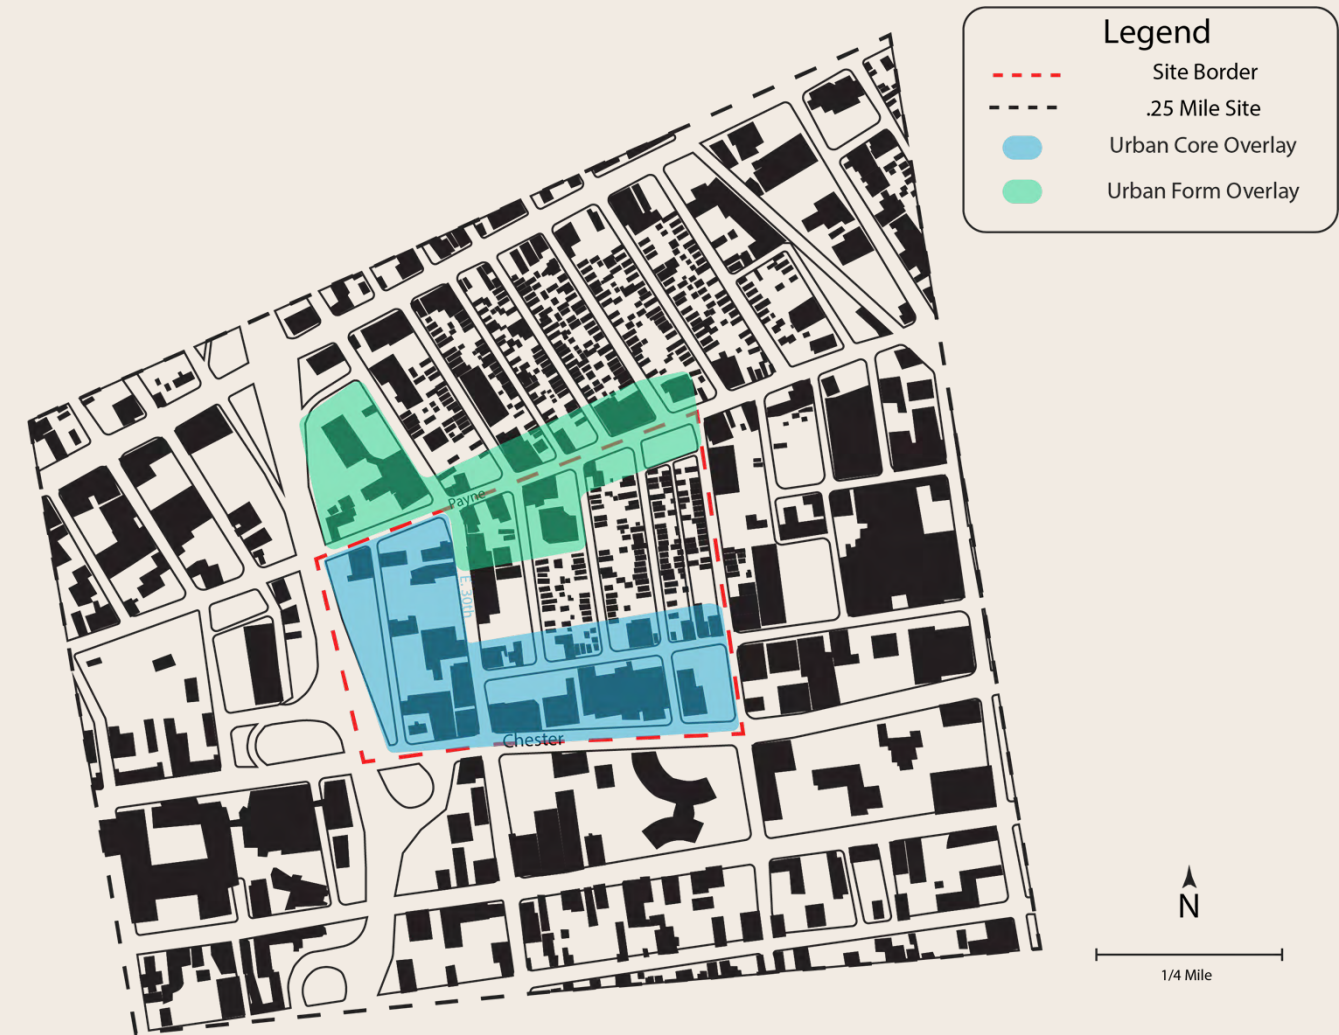 Legend
Site Border
.25 Mile Site
Urban Core Overlay
Urban Form Overlay
Payne
E. 30th
Chester
N
1/4 Mile